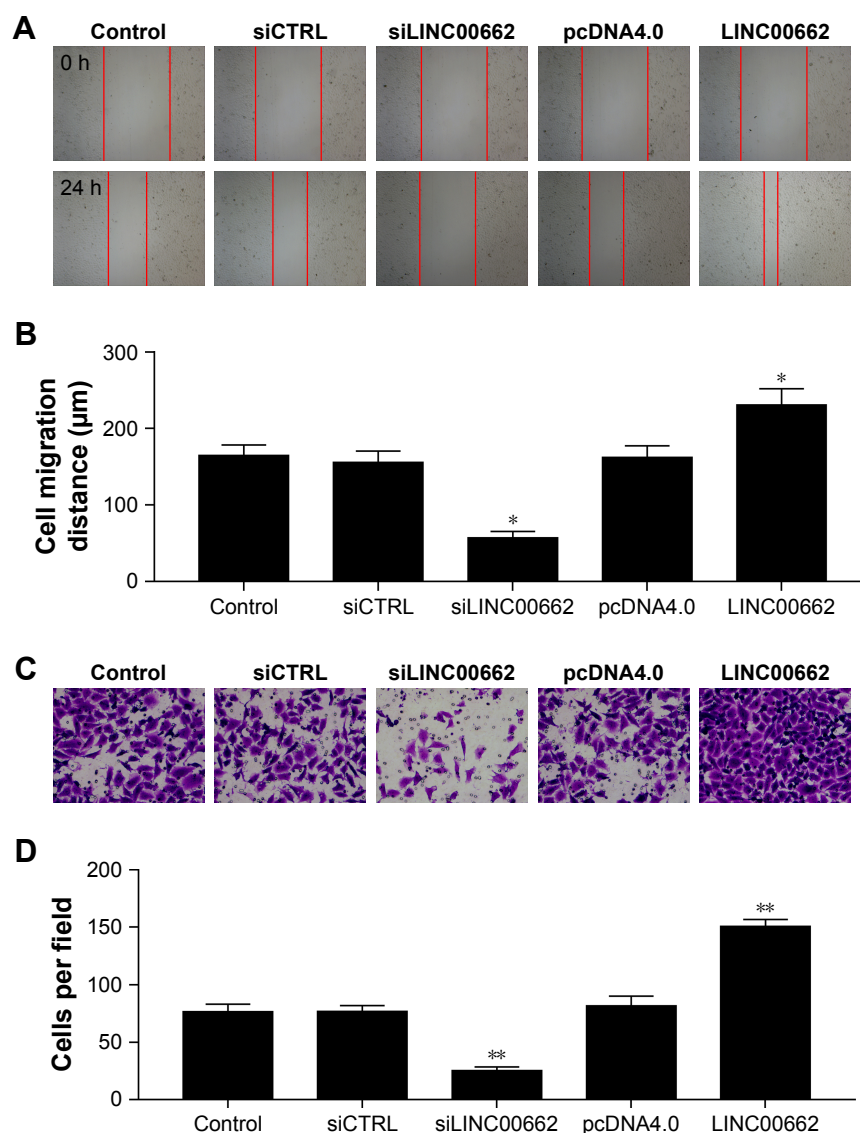 A
Control siCTRL siLINC00662 pcDNA4.0 LINC00662
0 h
24 h
B
Cell migration
distance (µm)
300
200
100
0
*
*
Control siCTRL siLINC00662 pcDNA4.0 LINC00662
C
Control siCTRL siLINC00662 pcDNA4.0 LINC00662
D
Cells per field
200
150
100
50
0
**
**
Control siCTRL siLINC00662 pcDNA4.0 LINC00662